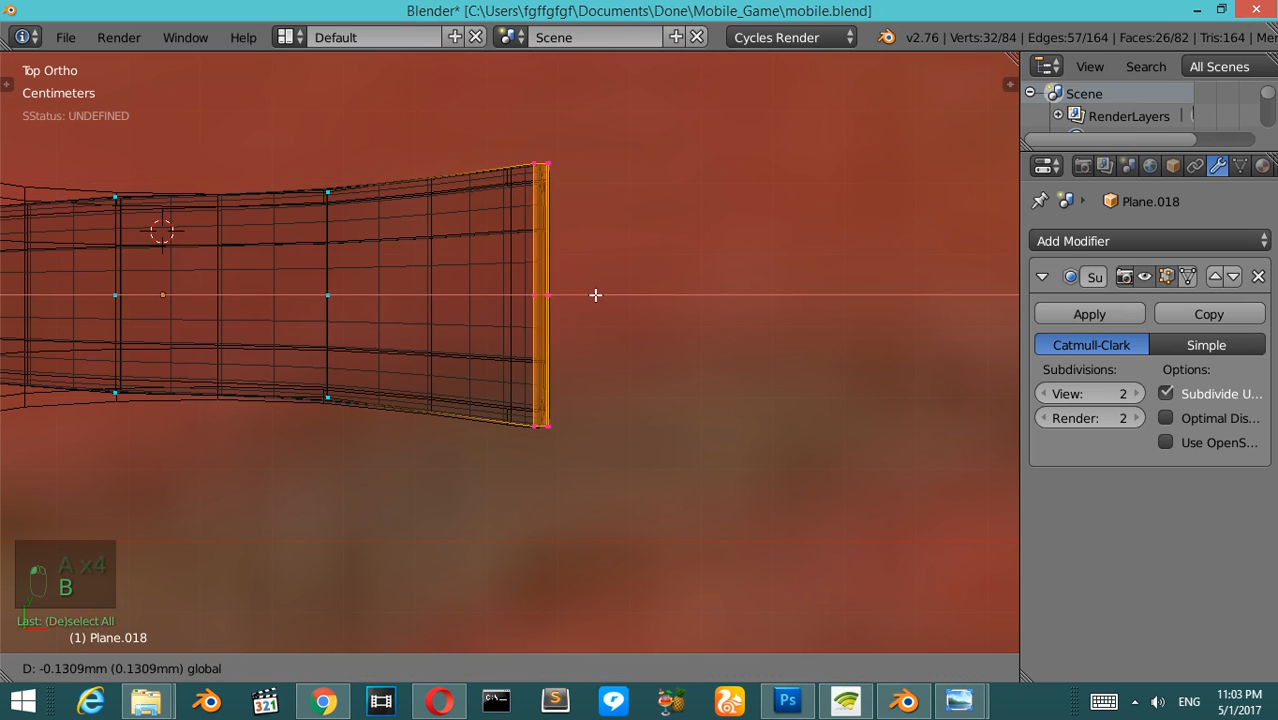 Blender* [C:\Users\fgffgfgf\Documents\Done\Mobile_Game\mobile.blend]
File Render Window Help Default Scene Cycles Render v2.76 | Verts:32/84 | Edges:57/164 | Faces:26/82 | Tris:164 |
Top Ortho
Centimeters
SStatus: UNDEFINED
View Search All Scenes
Scene
RenderLayers
Plane.018
Add Modifier
Su
Apply Copy
Catmull-Clark Simple
Subdivisions: Options:
View: 2 Subdivide U...
Render: 2 Optimal Dis...
Use OpenS...
A x4
B
Last: (De)select All
(1) Plane.018
D: -0.1309mm (0.1309mm) global
321
Ps
ENG
11:03 PM
5/1/2017